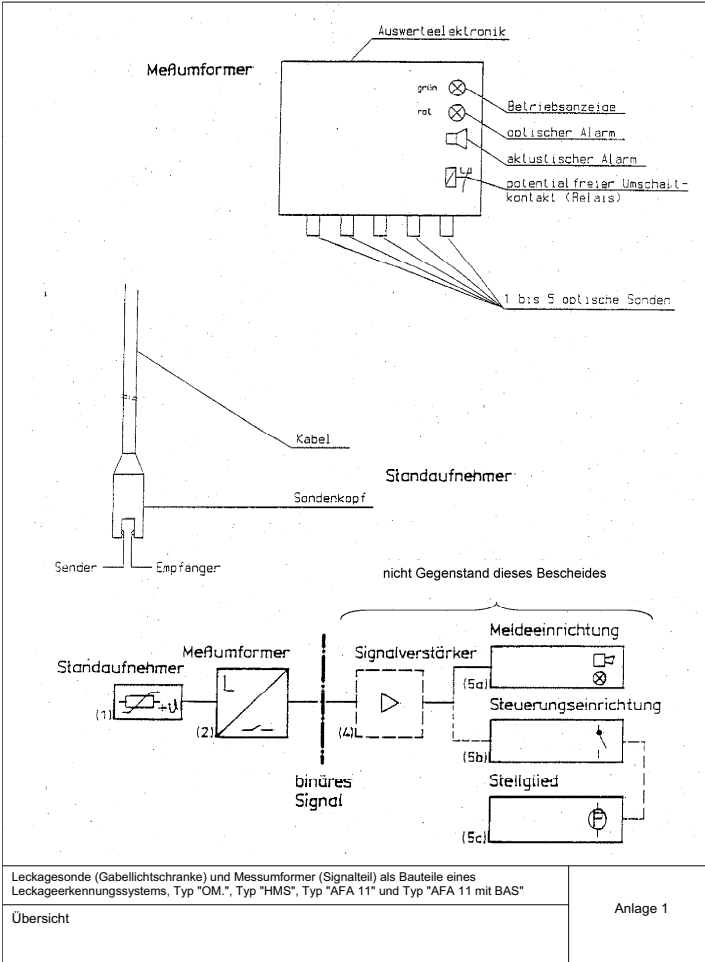 Auswerteelektronik
Meßumformer
grün
rot
Betriebsanzeige
optischer Alarm
aktustischer Alarm
potentialfreier Umschalt-
kontakt (Relais)
1 bis 5 optische Sonden
Kabel
Standaufnehmer
Sondenkopf
Sender
Empfänger
nicht Gegenstand dieses Bescheides
Meldeeinrichtung
Meßumformer
Signalverstärker
Standaufnehmer
(5a)
Steuerungseinrichtung
(1)
(2)
(4)
(5b)
binäres
Signal
Stellglied
(5c)
Leckagesonde (Gabellichtschranke) und Messumformer (Signalteil) als Bauteile eines
Leckageerkennungssystems, Typ "OM.", Typ "HMS", Typ "AFA 11" und Typ "AFA 11 mit BAS"
Anlage 1
Übersicht